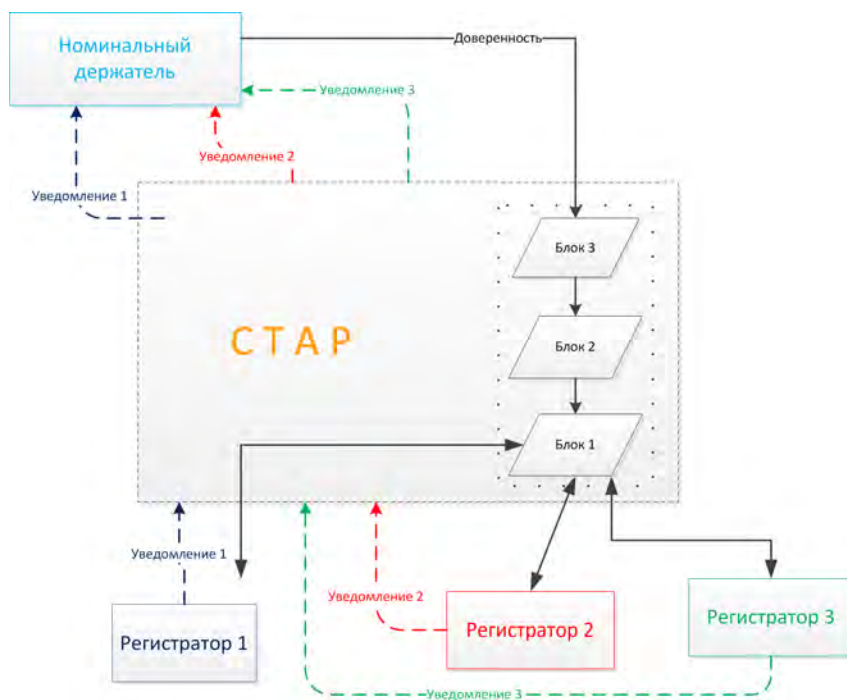 Номинальный
держатель
Доверенность
Уведомление 3
Уведомление 2
Уведомление 1
Блок 3
СТАР
Блок 2
Блок 1
Уведомление 1
Уведомление 2
Регистратор 1
Регистратор 2
Регистратор 3
Уведомление 3